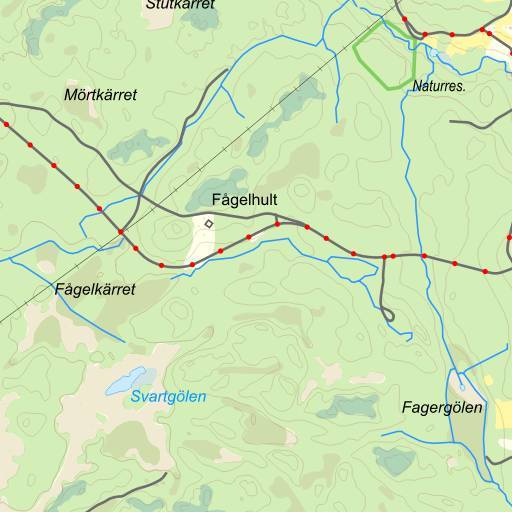 Stutkärret
Naturres.
Mörtkärret
Fågelhult
Fågelkärret
Svartgölen
Fagergölen